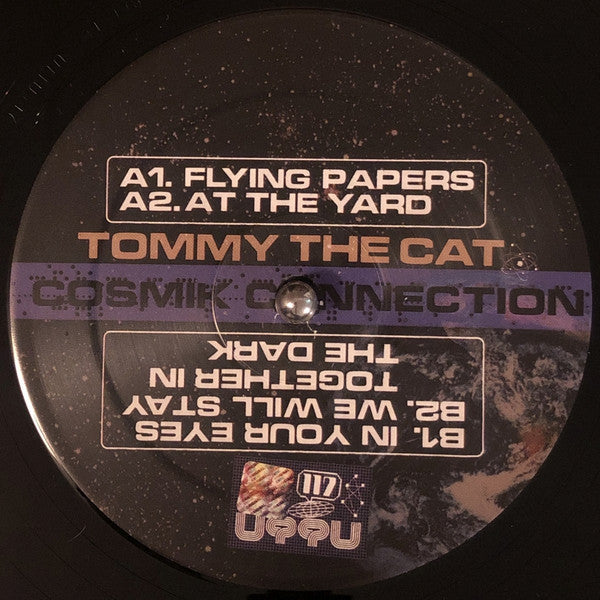 A1. FLYING PAPERS
A2. AT THE YARD
TOMMY THE CAT
COSMIK CONNECTION
B1. IN YOUR EYES
B2. WE WILL STAY
TOGETHER IN
THE DARK
117
U??U